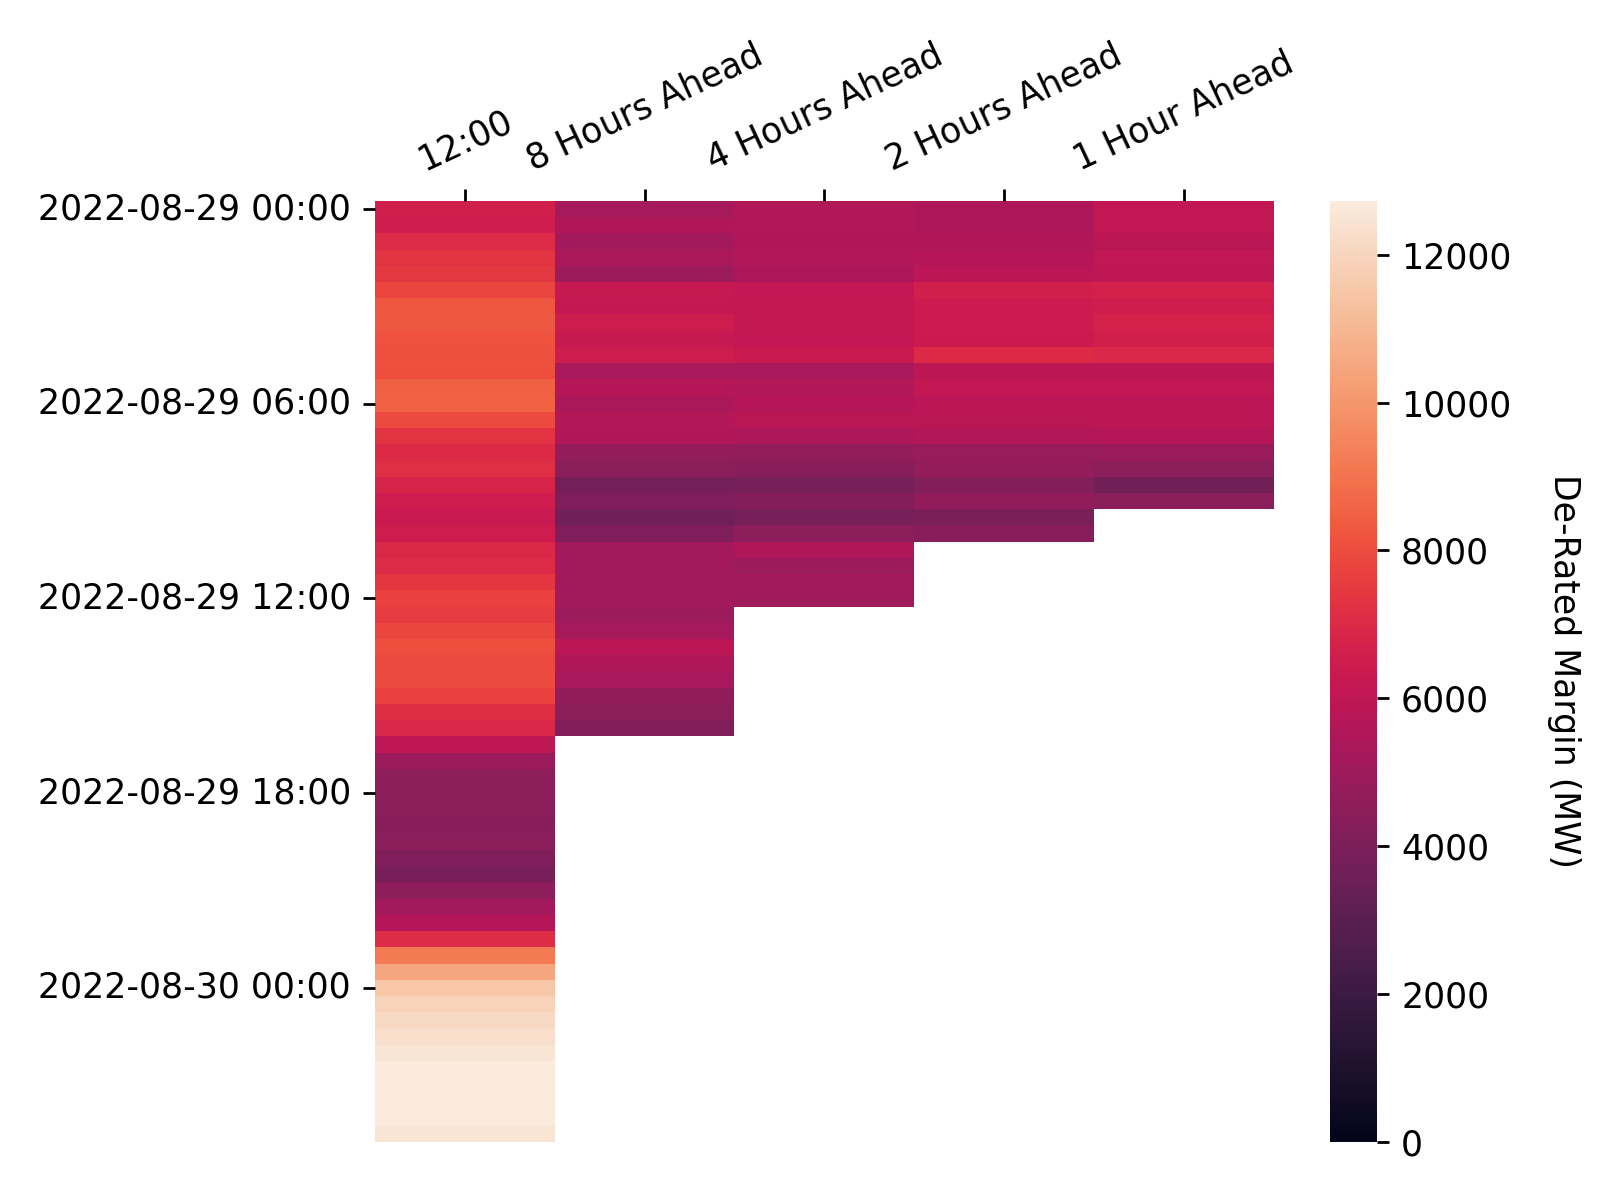 12:00
8 Hours Ahead
4 Hours Ahead
2 Hours Ahead
1 Hour Ahead
2022-08-29 00:00
2022-08-29 06:00
2022-08-29 12:00
2022-08-29 18:00
2022-08-30 00:00
12000
10000
8000
6000
4000
2000
0
De-Rated Margin (MW)